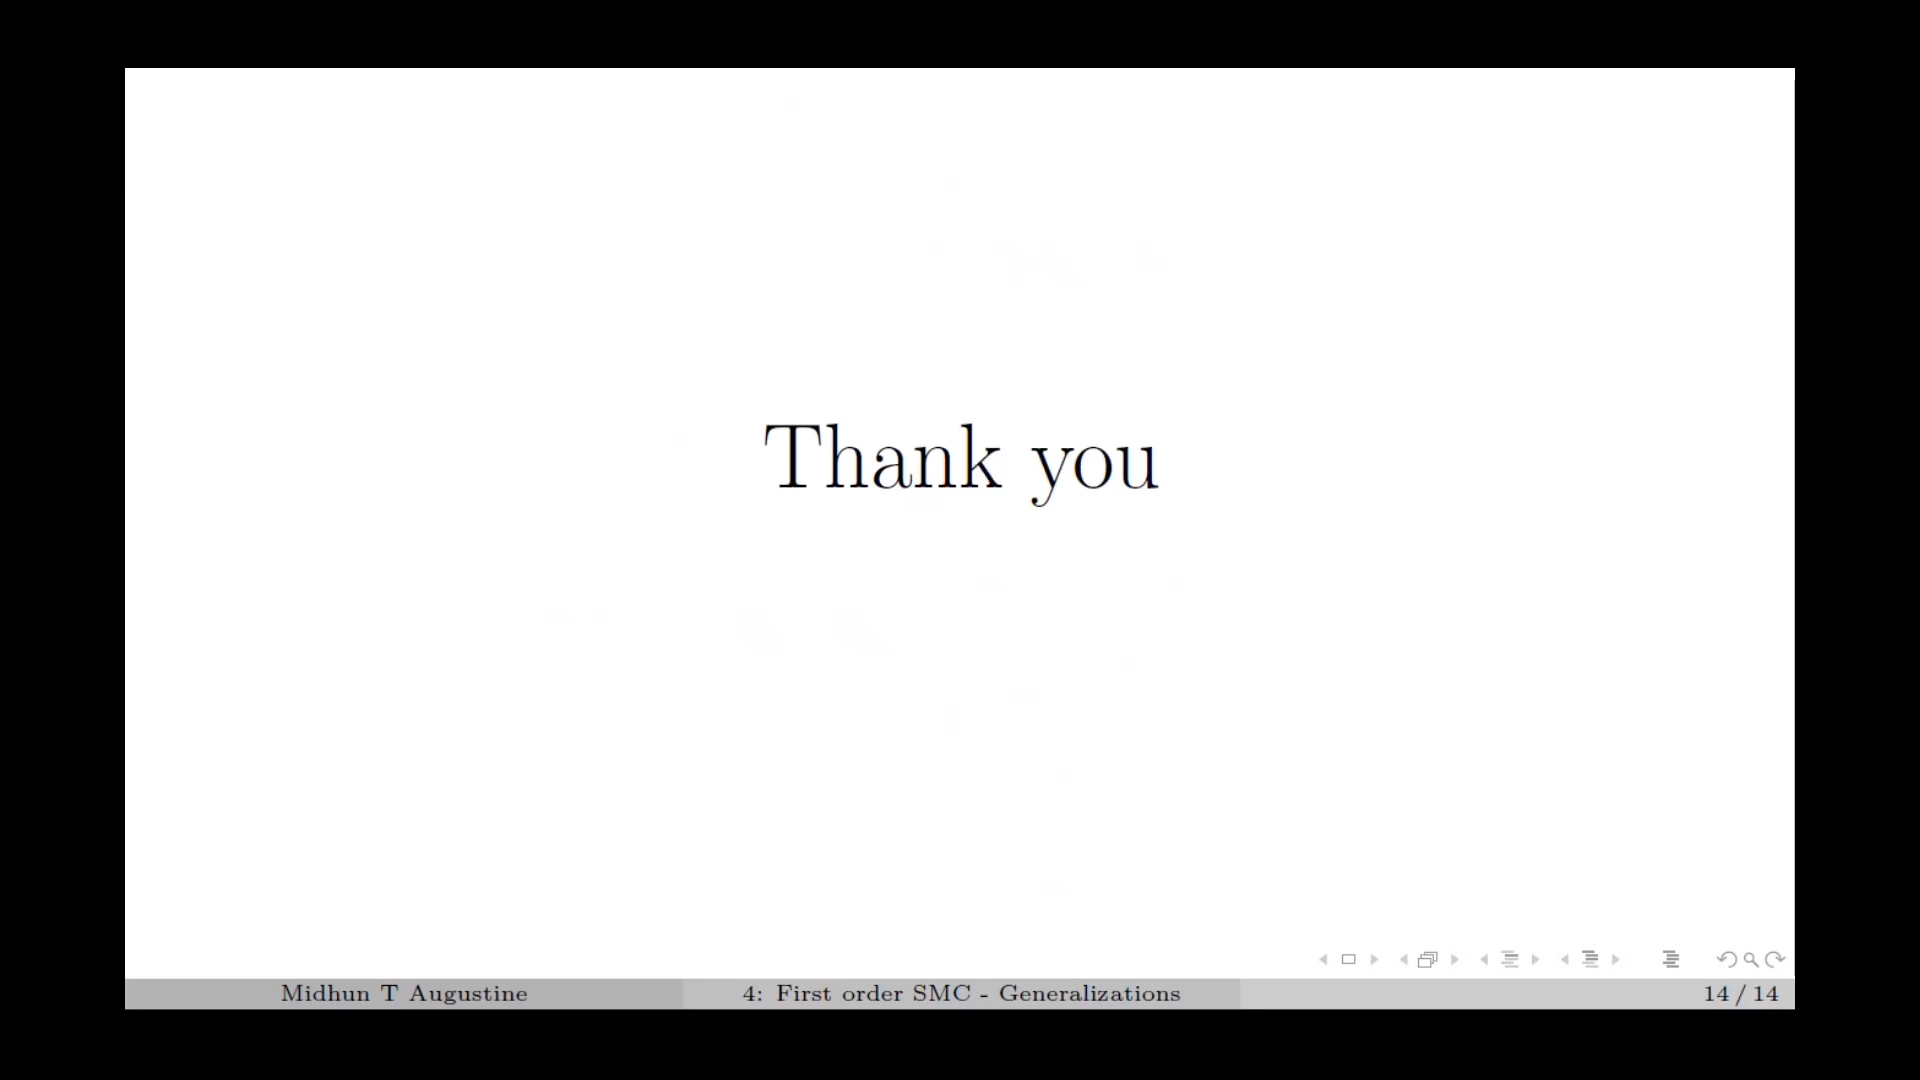 Thank you
Midhun T Augustine 4: First order SMC - Generalizations 14 / 14